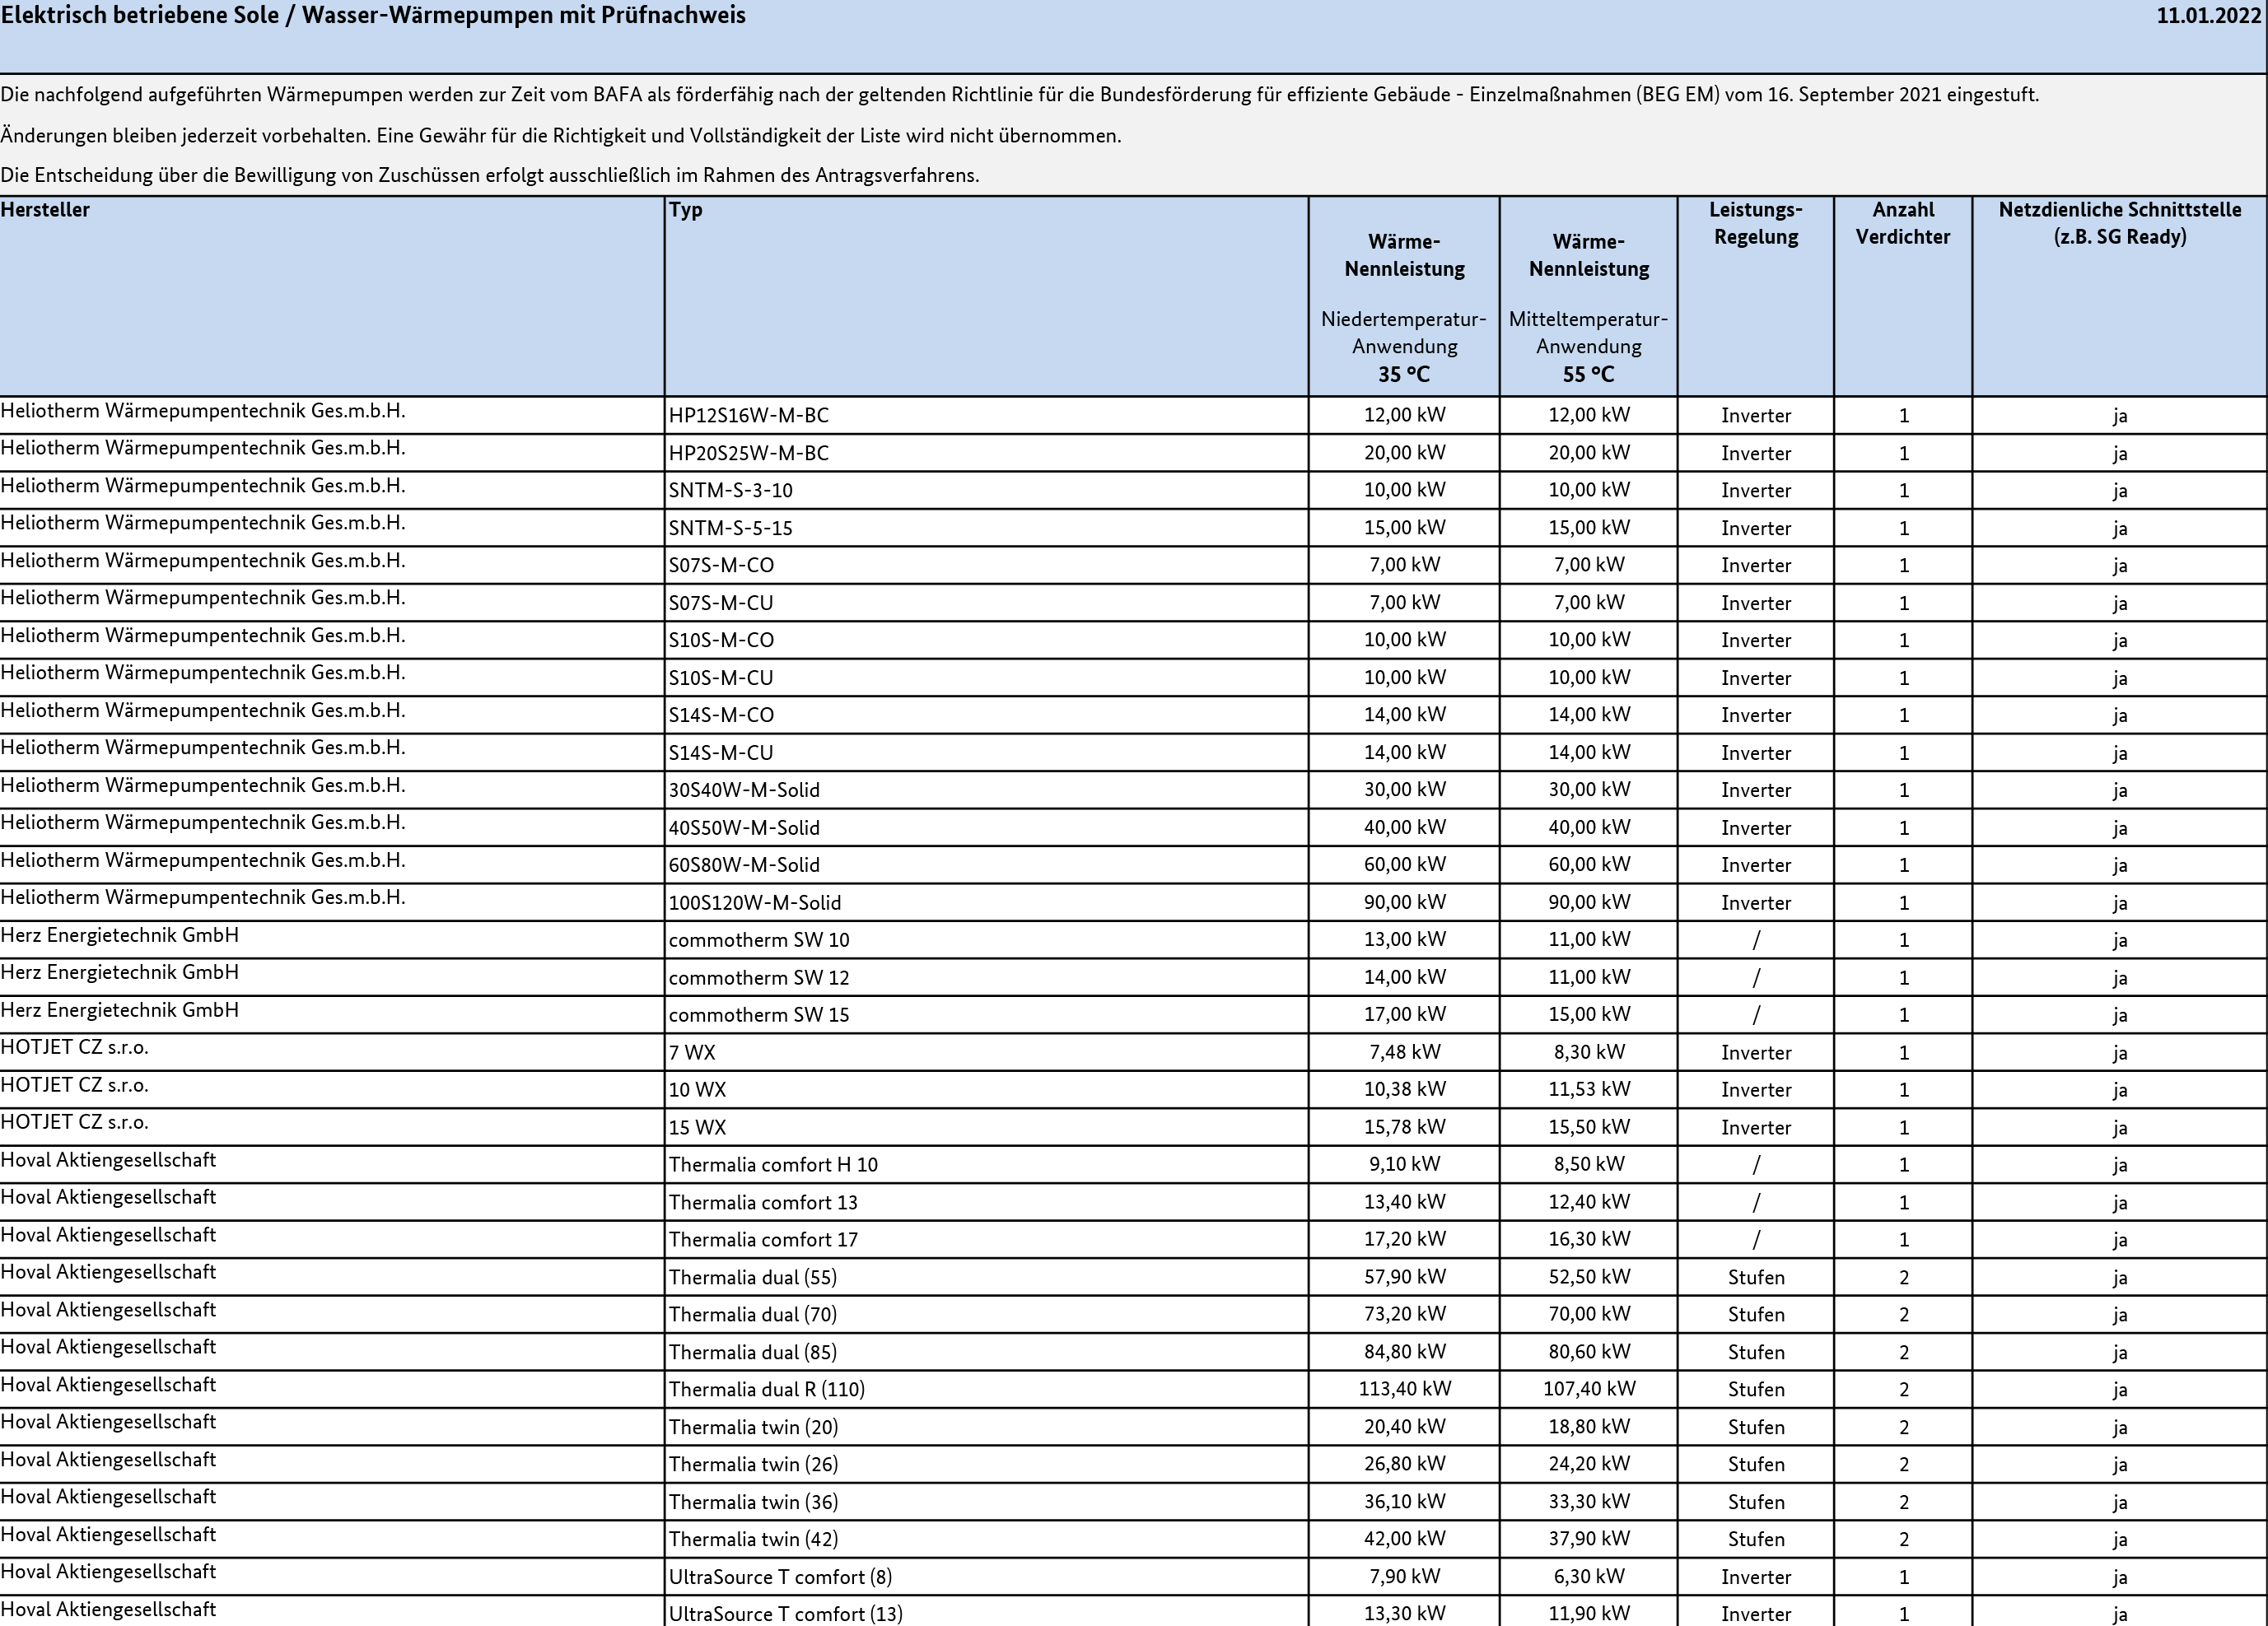 Elektrisch betriebene Sole / Wasser-Wärmepumpen mit Prüfnachweis 11.01.2022
Die nachfolgend aufgeführten Wärmepumpen werden zur Zeit vom BAFA als förderfähig nach der geltenden Richtlinie für die Bundesförderung für effiziente Gebäude - Einzelmaßnahmen (BEG EM) vom 16. September 2021 eingestuft.
Änderungen bleiben jederzeit vorbehalten. Eine Gewähr für die Richtigkeit und Vollständigkeit der Liste wird nicht übernommen.
Die Entscheidung über die Bewilligung von Zuschüssen erfolgt ausschließlich im Rahmen des Antragsverfahrens.
Hersteller
Typ
Wärme-
Nennleistung
Niedertemperatur-
Anwendung
35 °C
Wärme-
Nennleistung
Mitteltemperatur-
Anwendung
55 °C
Leistungs-
Regelung
Anzahl
Verdichter
Netzdienliche Schnittstelle
(z.B. SG Ready)
Heliotherm Wärmepumpentechnik Ges.m.b.H. HP12S16W-M-BC 12,00 kW 12,00 kW Inverter 1 ja
Heliotherm Wärmepumpentechnik Ges.m.b.H. HP20S25W-M-BC 20,00 kW 20,00 kW Inverter 1 ja
Heliotherm Wärmepumpentechnik Ges.m.b.H. SNTM-S-3-10 10,00 kW 10,00 kW Inverter 1 ja
Heliotherm Wärmepumpentechnik Ges.m.b.H. SNTM-S-5-15 15,00 kW 15,00 kW Inverter 1 ja
Heliotherm Wärmepumpentechnik Ges.m.b.H. S07S-M-CO 7,00 kW 7,00 kW Inverter 1 ja
Heliotherm Wärmepumpentechnik Ges.m.b.H. S07S-M-CU 7,00 kW 7,00 kW Inverter 1 ja
Heliotherm Wärmepumpentechnik Ges.m.b.H. S10S-M-CO 10,00 kW 10,00 kW Inverter 1 ja
Heliotherm Wärmepumpentechnik Ges.m.b.H. S10S-M-CU 10,00 kW 10,00 kW Inverter 1 ja
Heliotherm Wärmepumpentechnik Ges.m.b.H. S14S-M-CO 14,00 kW 14,00 kW Inverter 1 ja
Heliotherm Wärmepumpentechnik Ges.m.b.H. S14S-M-CU 14,00 kW 14,00 kW Inverter 1 ja
Heliotherm Wärmepumpentechnik Ges.m.b.H. 30S40W-M-Solid 30,00 kW 30,00 kW Inverter 1 ja
Heliotherm Wärmepumpentechnik Ges.m.b.H. 40S50W-M-Solid 40,00 kW 40,00 kW Inverter 1 ja
Heliotherm Wärmepumpentechnik Ges.m.b.H. 60S80W-M-Solid 60,00 kW 60,00 kW Inverter 1 ja
Heliotherm Wärmepumpentechnik Ges.m.b.H. 100S120W-M-Solid 90,00 kW 90,00 kW Inverter 1 ja
Herz Energietechnik GmbH commotherm SW 10 13,00 kW 11,00 kW / 1 ja
Herz Energietechnik GmbH commotherm SW 12 14,00 kW 11,00 kW / 1 ja
Herz Energietechnik GmbH commotherm SW 15 17,00 kW 15,00 kW / 1 ja
HOTJET CZ s.r.o. 7 WX 7,48 kW 8,30 kW Inverter 1 ja
HOTJET CZ s.r.o. 10 WX 10,38 kW 11,53 kW Inverter 1 ja
HOTJET CZ s.r.o. 15 WX 15,78 kW 15,50 kW Inverter 1 ja
Hoval Aktiengesellschaft Thermalia comfort H 10 9,10 kW 8,50 kW / 1 ja
Hoval Aktiengesellschaft Thermalia comfort 13 13,40 kW 12,40 kW / 1 ja
Hoval Aktiengesellschaft Thermalia comfort 17 17,20 kW 16,30 kW / 1 ja
Hoval Aktiengesellschaft Thermalia dual (55) 57,90 kW 52,50 kW Stufen 2 ja
Hoval Aktiengesellschaft Thermalia dual (70) 73,20 kW 70,00 kW Stufen 2 ja
Hoval Aktiengesellschaft Thermalia dual (85) 84,80 kW 80,60 kW Stufen 2 ja
Hoval Aktiengesellschaft Thermalia dual R (110) 113,40 kW 107,40 kW Stufen 2 ja
Hoval Aktiengesellschaft Thermalia twin (20) 20,40 kW 18,80 kW Stufen 2 ja
Hoval Aktiengesellschaft Thermalia twin (26) 26,80 kW 24,20 kW Stufen 2 ja
Hoval Aktiengesellschaft Thermalia twin (36) 36,10 kW 33,30 kW Stufen 2 ja
Hoval Aktiengesellschaft Thermalia twin (42) 42,00 kW 37,90 kW Stufen 2 ja
Hoval Aktiengesellschaft UltraSource T comfort (8) 7,90 kW 6,30 kW Inverter 1 ja
Hoval Aktiengesellschaft UltraSource T comfort (13) 13,30 kW 11,90 kW Inverter 1 ja